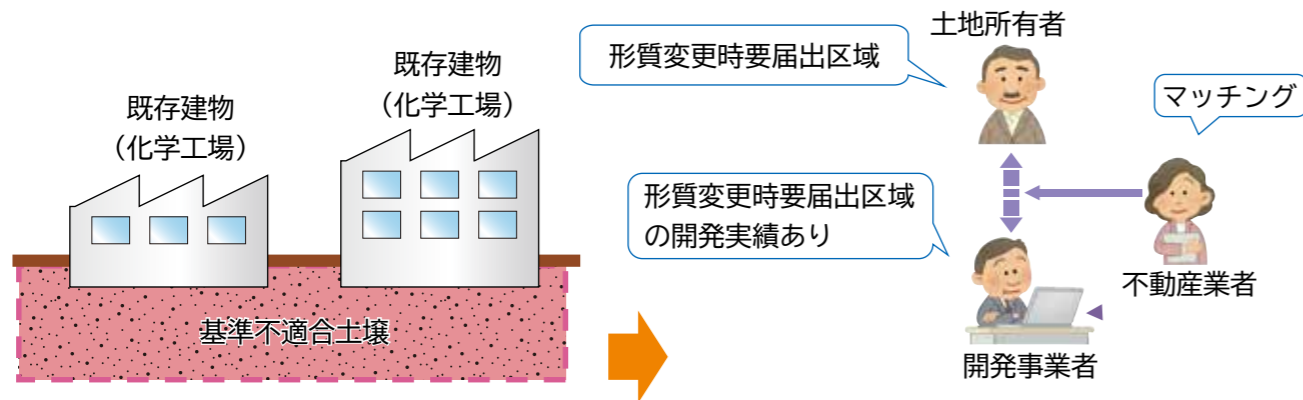 既存建物
（化学工場）
既存建物
（化学工場）
基準不適合土壌
土地所有者
形質変更時要届出区域
マッチング
形質変更時要届出区域
の開発実績あり
不動産業者
開発事業者